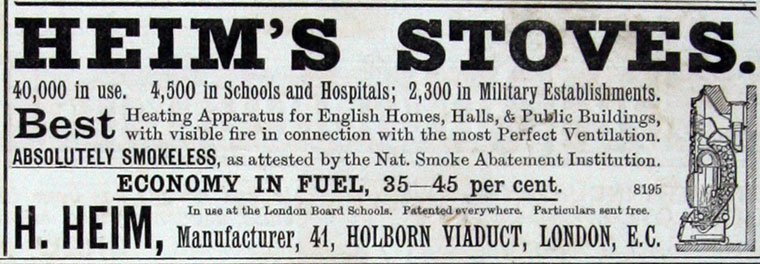 HEIM'S STOVES.
40,000 in use. 4,500 in Schools and Hospitals; 2,300 in Military Establishments.
Best Heating Apparatus for English Homes, Halls, & Public Buildings,
with visible fire in connection with the most Perfect Ventilation.
ABSOLUTELY SMOKELESS, as attested by the Nat. Smoke Abatement Institution.
ECONOMY IN FUEL, 35—45 per cent. 8195
In use at the London Board Schools. Patented everywhere. Particulars sent free.
H. HEIM, Manufacturer, 41, HOLBORN VIADUCT, LONDON, E.C.